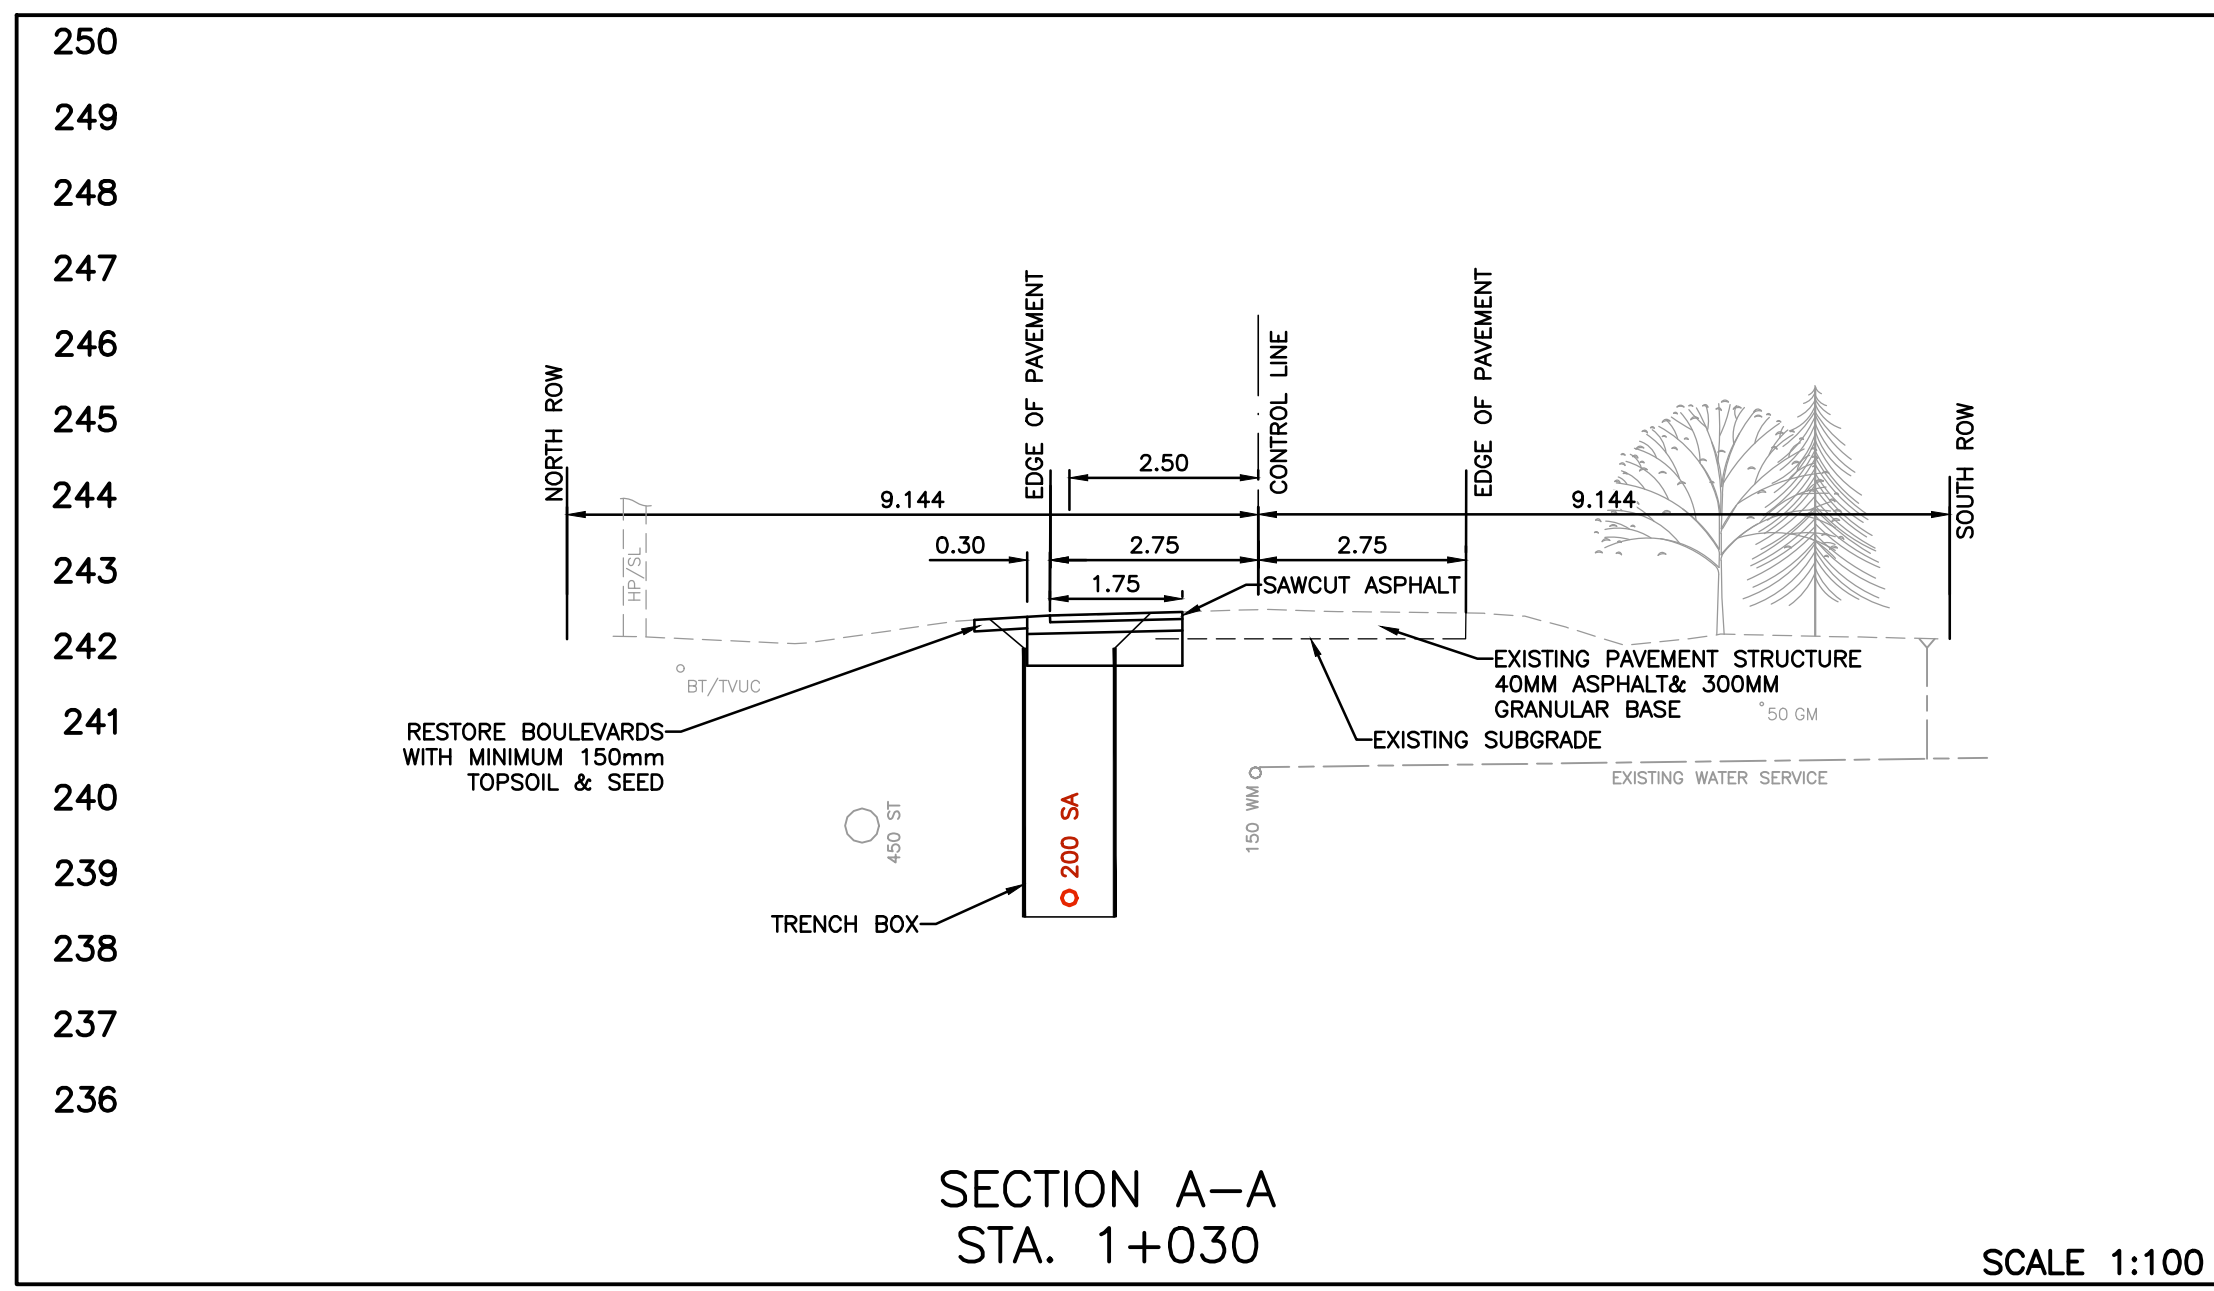 250
249
248
247
246
245
244
243
242
241
240
239
238
237
236
NORTH ROW
EDGE OF PAVEMENT
CONTROL LINE
EDGE OF PAVEMENT
SOUTH ROW
2.50
9.144
9.144
0.30
2.75
2.75
1.75
SAWCUT ASPHALT
HP/SL
BT/TVUC
EXISTING PAVEMENT STRUCTURE
40MM ASPHALT& 300MM
GRANULAR BASE
50 GM
EXISTING SUBGRADE
RESTORE BOULEVARDS
WITH MINIMUM 150mm
TOPSOIL & SEED
EXISTING WATER SERVICE
450 ST
200 SA
150 WM
TRENCH BOX
SECTION A-A
STA. 1+030
SCALE 1:100